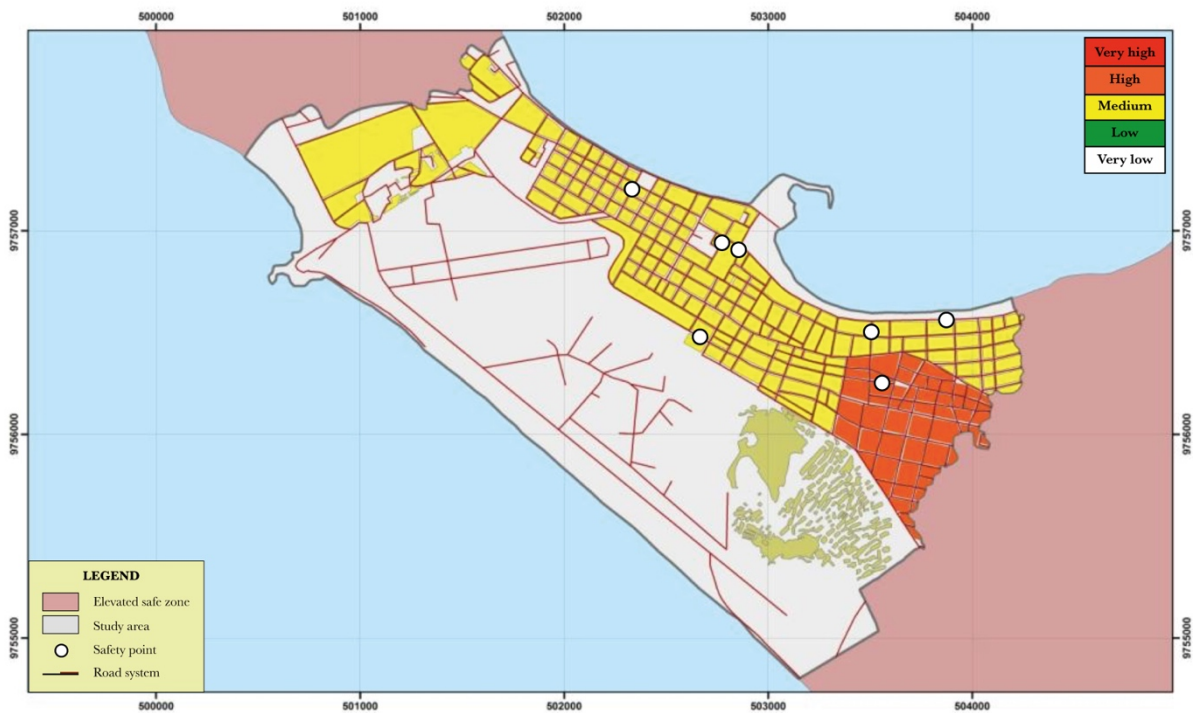 500000 501000 502000 503000 504000
Very high
High
Medium
Low
Very low
9757000 9757000
9756000 9756000
9755000 9755000
LEGEND
Elevated safe zone
Study area
Safety point
Road system
500000 501000 502000 503000 504000